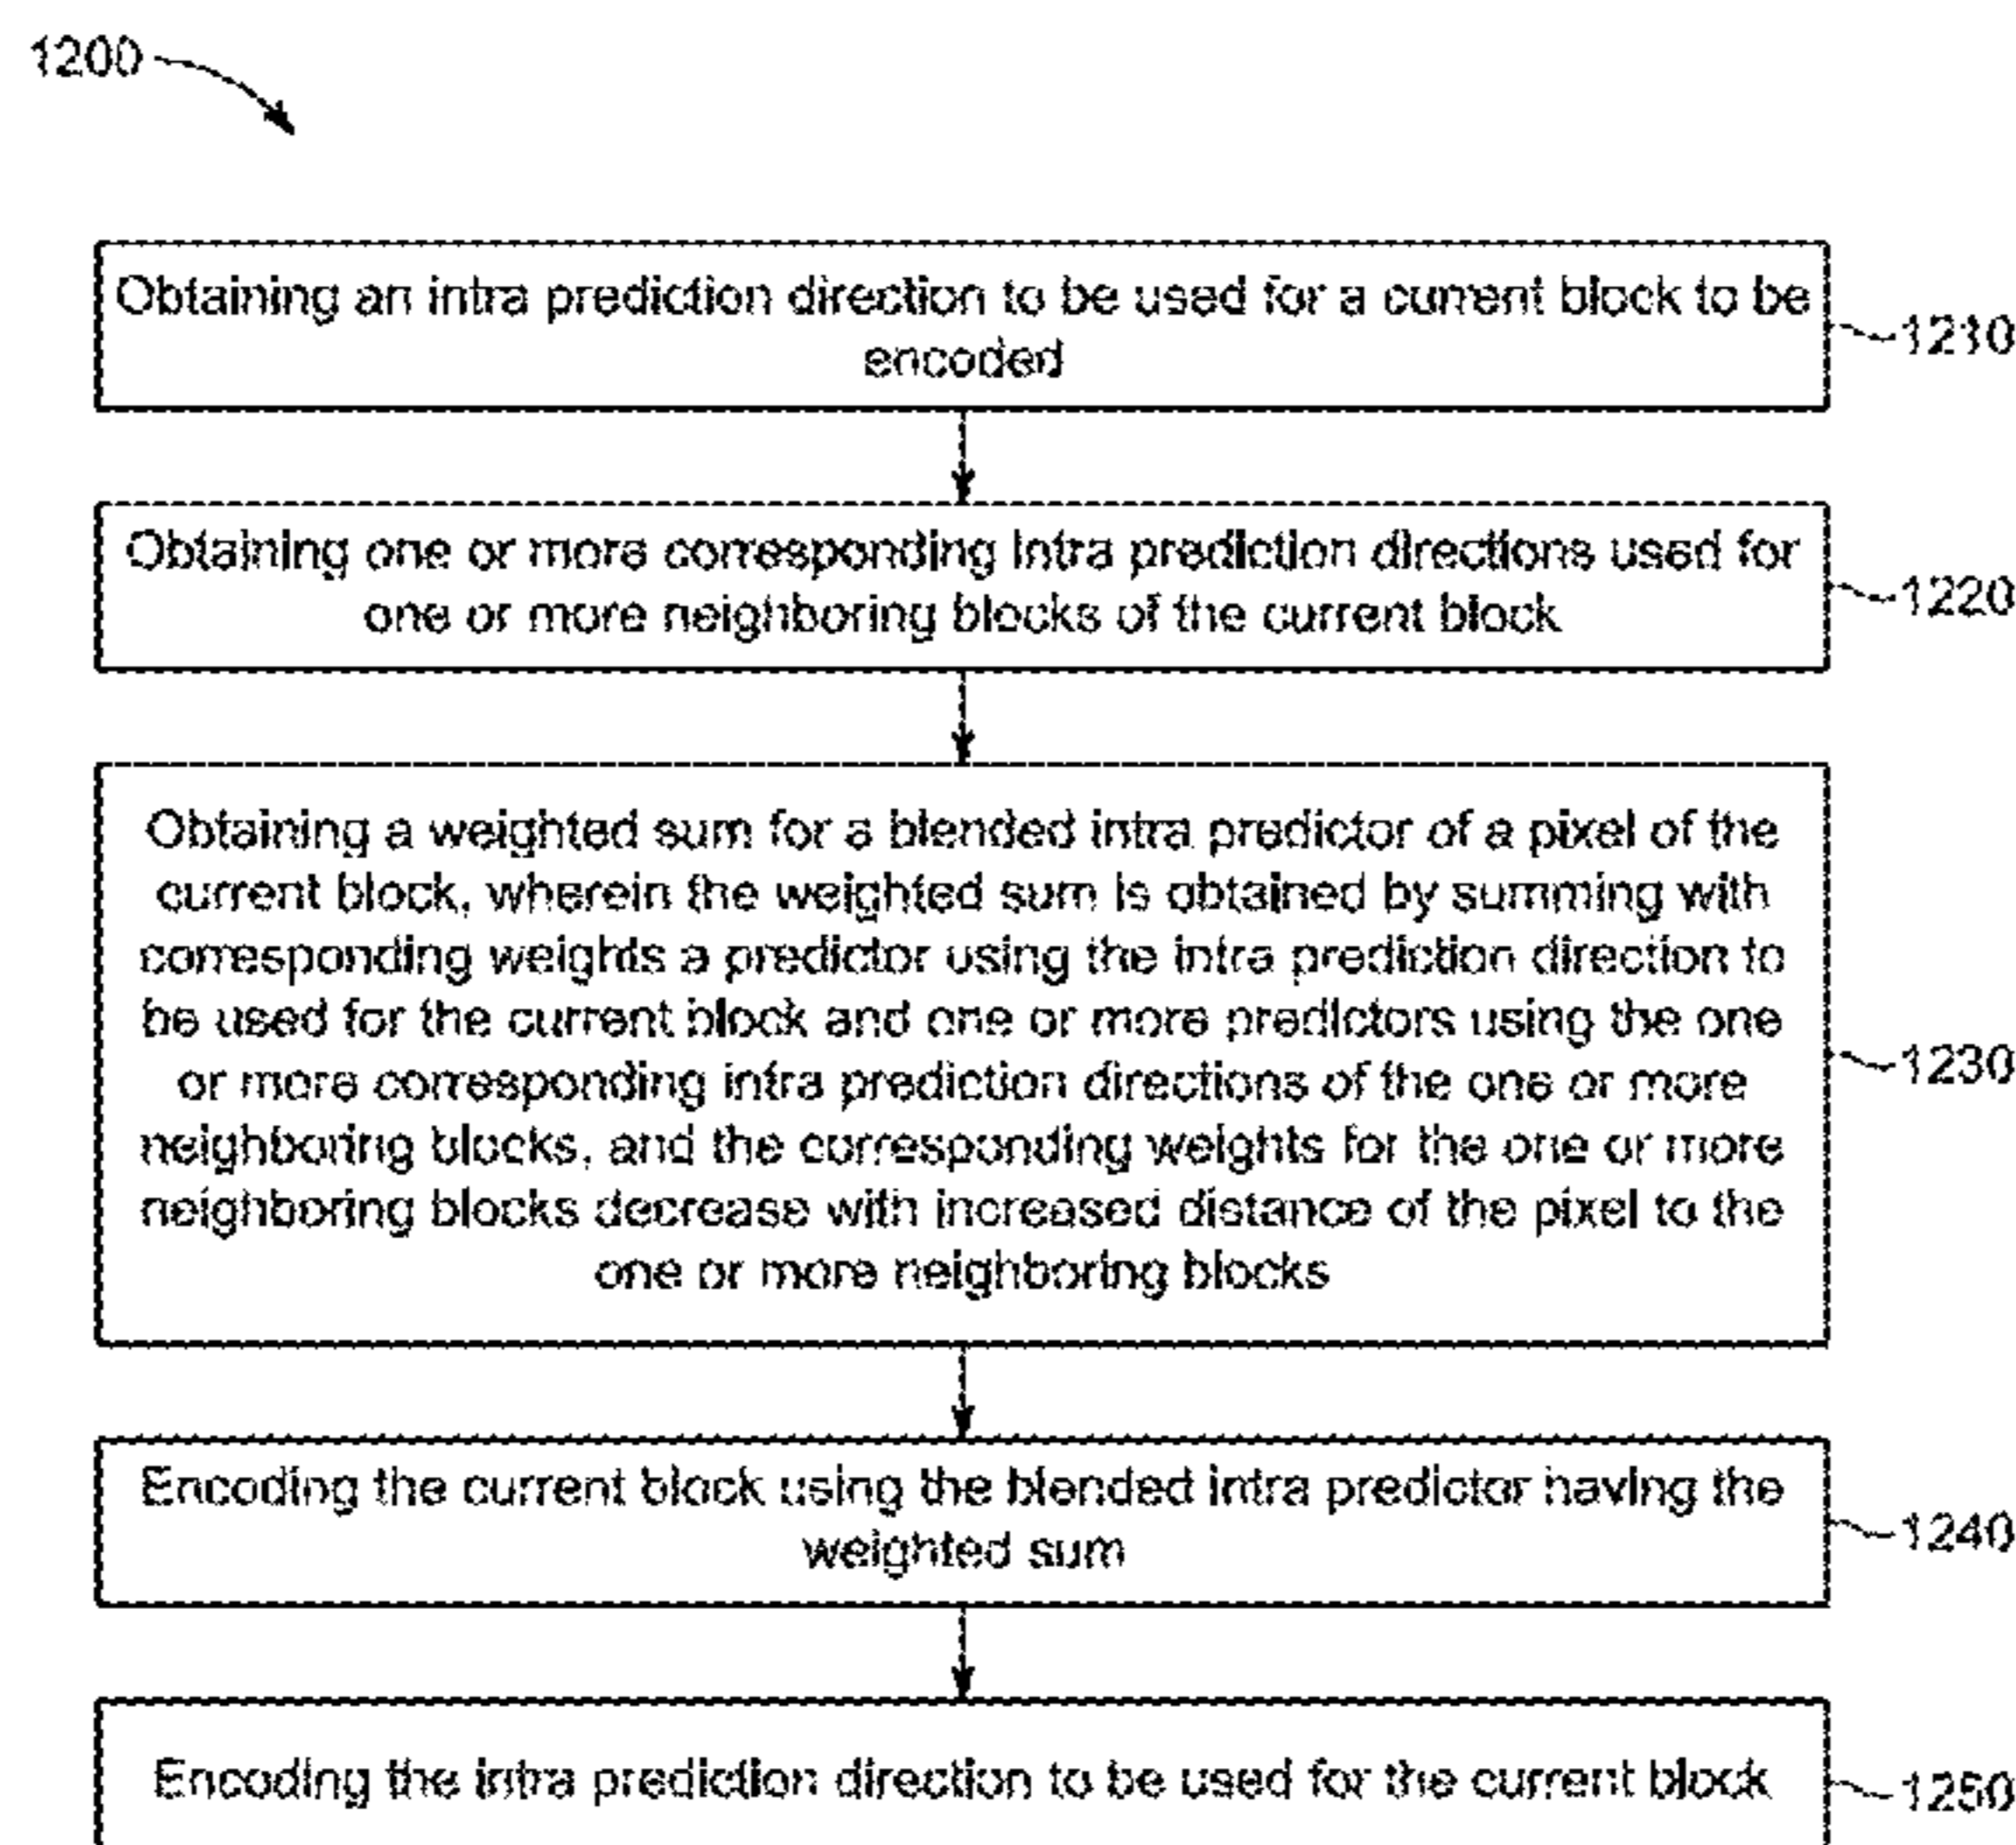 1200
Obtaining an intra prediction direction to be used for a current block to be
encoded
1210
Obtaining one or more corresponding intra prediction directions used for
one or more neighboring blocks of the current block
1220
Obtaining a weighted sum for a blended intra predictor of a pixel of the
current block, wherein the weighted sum is obtained by summing with
corresponding weights a predictor using the intra prediction direction to
be used for the current block and one or more predictors using the one
or more corresponding intra prediction directions of the one or more
neighboring blocks, and the corresponding weights for the one or more
neighboring blocks decrease with increased distance of the pixel to the
one or more neighboring blocks
1230
Encoding the current block using the blended intra predictor having the
weighted sum
1240
Encoding the intra prediction direction to be used for the current block
1250